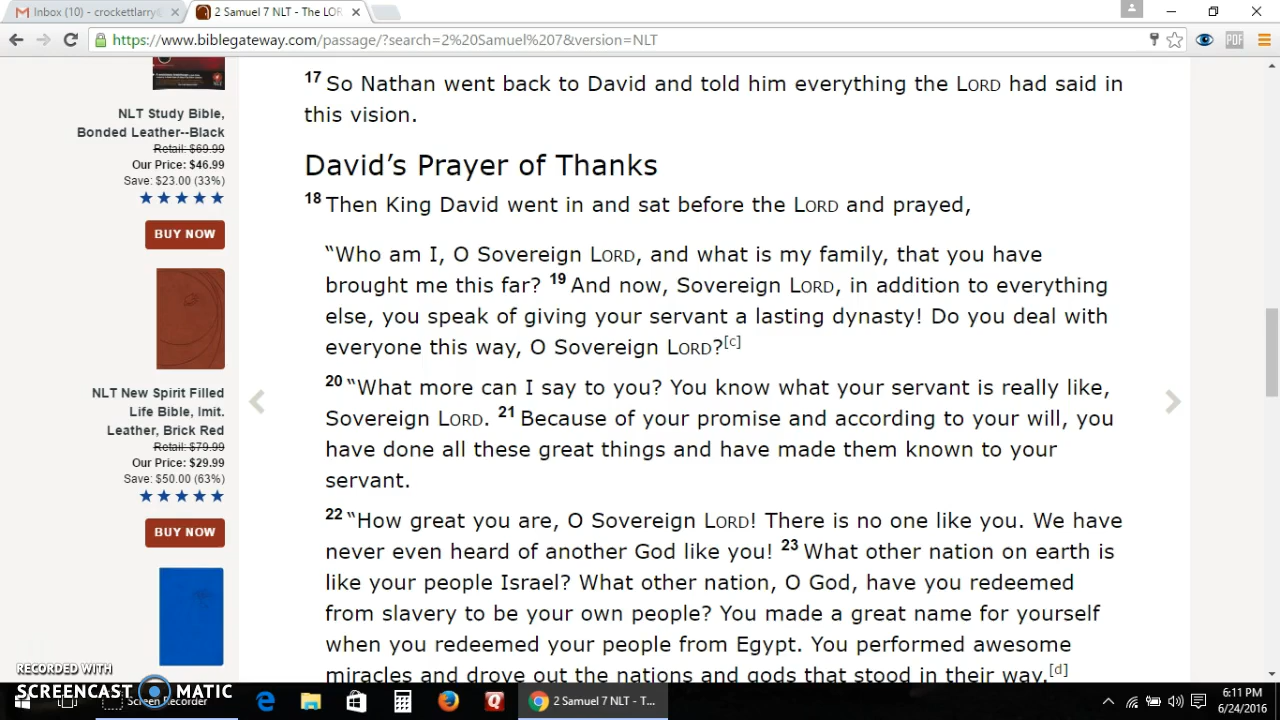 Inbox (10) - crockettlarry@
2 Samuel 7 NLT - The LOR
https://www.biblegateway.com/passage/?search=2%20Samuel%207&version=NLT
PDF
NLT Study Bible,
Bonded Leather--Black
Retail: $69.99
Our Price: $46.99
Save: $23.00 (33%)
BUY NOW
NLT New Spirit Filled
Life Bible, Imit.
Leather, Brick Red
Retail: $79.99
Our Price: $29.99
Save: $50.00 (63%)
BUY NOW
17 So Nathan went back to David and told him everything the LORD had said in
this vision.
David’s Prayer of Thanks
18 Then King David went in and sat before the LORD and prayed,
“Who am I, O Sovereign LORD, and what is my family, that you have
brought me this far? 19 And now, Sovereign LORD, in addition to everything
else, you speak of giving your servant a lasting dynasty! Do you deal with
everyone this way, O Sovereign LORD?[c]
20 “What more can I say to you? You know what your servant is really like,
Sovereign LORD. 21 Because of your promise and according to your will, you
have done all these great things and have made them known to your
servant.
22 “How great you are, O Sovereign LORD! There is no one like you. We have
never even heard of another God like you! 23 What other nation on earth is
like your people Israel? What other nation, O God, have you redeemed
from slavery to be your own people? You made a great name for yourself
when you redeemed your people from Egypt. You performed awesome
miracles and drove out the nations and gods that stood in their way.[d]
RECORDED WITH
SCREENCAST MATIC
Screen Recorder
2 Samuel 7 NLT - T...
6:11 PM
6/24/2016